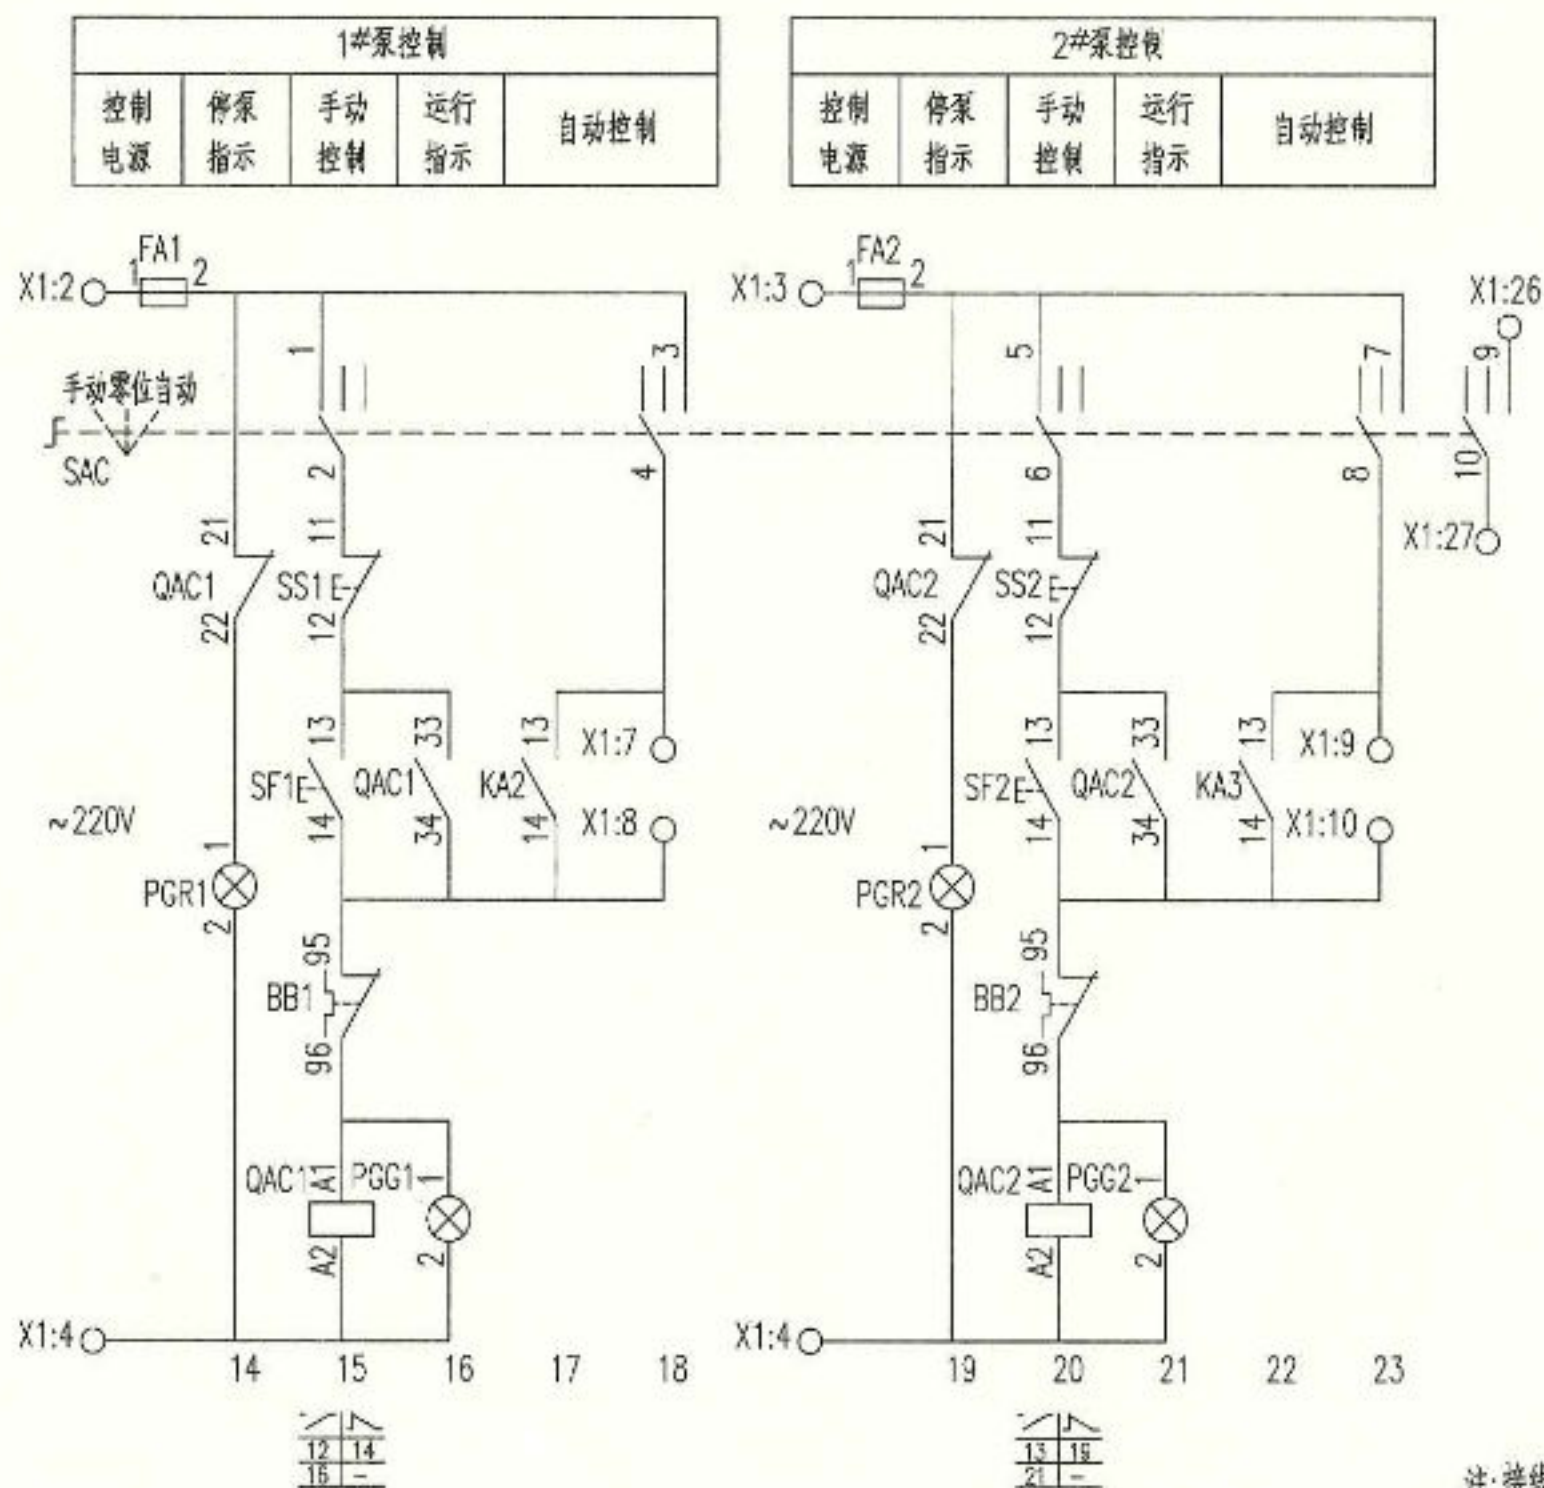 1#泵控制
控制电源
停泵指示
手动控制
运行指示
自动控制
2#泵控制
控制电源
停泵指示
手动控制
运行指示
自动控制
FA1
X1:2
1
2
1
3
手动零位自动
SAC
2
4
21
QAC1
22
11
SS1
12
13
SF1
14
33
QAC1
34
13
KA2
14
X1:7
X1:8
~220V
1
PGR1
2
95
BB1
96
QAC1
A1
A2
PGG1
1
2
X1:4
14
15
16
17
18
12
14
16
-
FA2
X1:3
1
2
X1:26
5
7
9
6
8
10
X1:27
21
QAC2
22
11
SS2
12
13
SF2
14
33
QAC2
34
13
KA3
14
X1:9
X1:10
~220V
1
PGR2
2
95
BB2
96
QAC2
A1
A2
PGG2
1
2
X1:4
19
20
21
22
23
13
19
21
-
注:接线